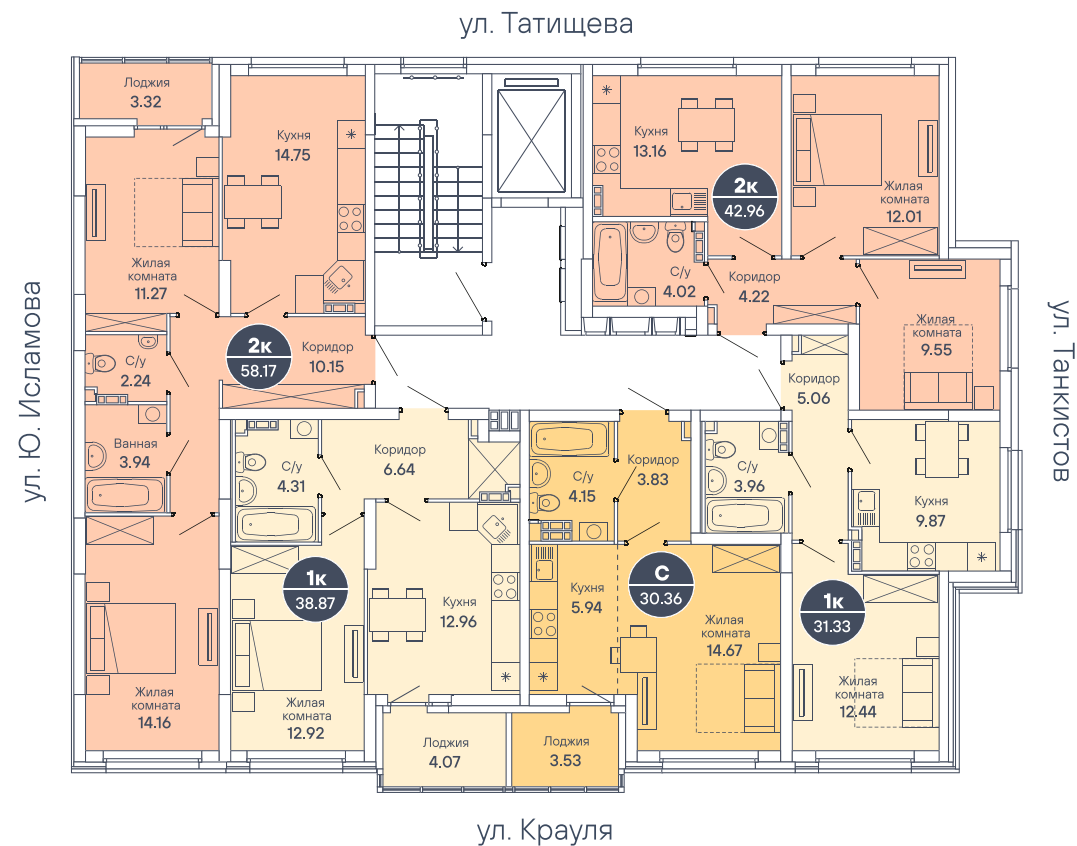 ул. Татищева
Лоджия
3.32
Кухня
14.75
Жилая
комната
11.27
2к
58.17
Коридор
10.15
С/у
2.24
Ванная
3.94
Жилая
комната
14.16
Кухня
13.16
2к
42.96
Жилая
комната
12.01
С/у
4.02
Коридор
4.22
Жилая
комната
9.55
Коридор
5.06
С/у
3.96
Кухня
9.87
1к
31.33
Жилая
комната
12.44
С/у
4.31
Коридор
6.64
1к
38.87
Кухня
12.96
Жилая
комната
12.92
Лоджия
4.07
С/у
4.15
Коридор
3.83
Кухня
5.94
С
30.36
Жилая
комната
14.67
Лоджия
3.53
ул. Ю. Исламова
ул. Танкистов
ул. Крауля